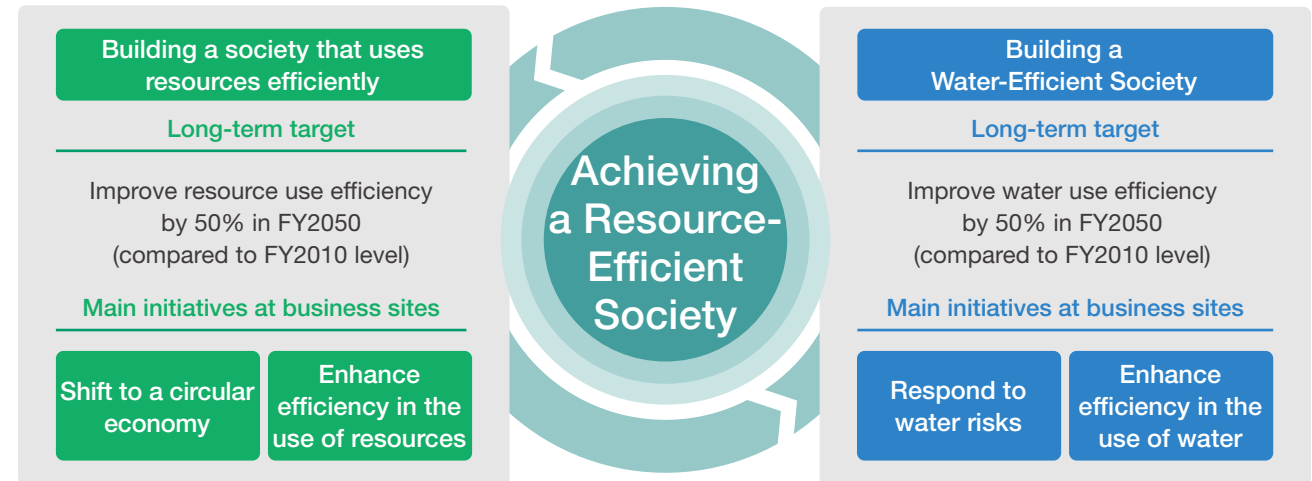 Building a society that uses
resources efficiently
Long-term target
Improve resource use efficiency
by 50% in FY2050
(compared to FY2010 level)
Main initiatives at business sites
Shift to a circular
economy
Enhance
efficiency in the
use of resources
Achieving
a Resource-
Efficient
Society
Building a
Water-Efficient Society
Long-term target
Improve water use efficiency
by 50% in FY2050
(compared to FY2010 level)
Main initiatives at business sites
Respond to
water risks
Enhance
efficiency in the
use of water